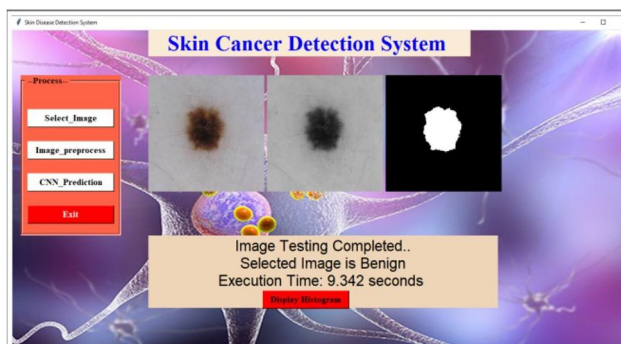 Skin Disease Detection System
Skin Cancer Detection System
Process
Select_Image
Image_preprocess
CNN_Prediction
Exit
Image Testing Completed..
Selected Image is Benign
Execution Time: 9.342 seconds
Display Histogram